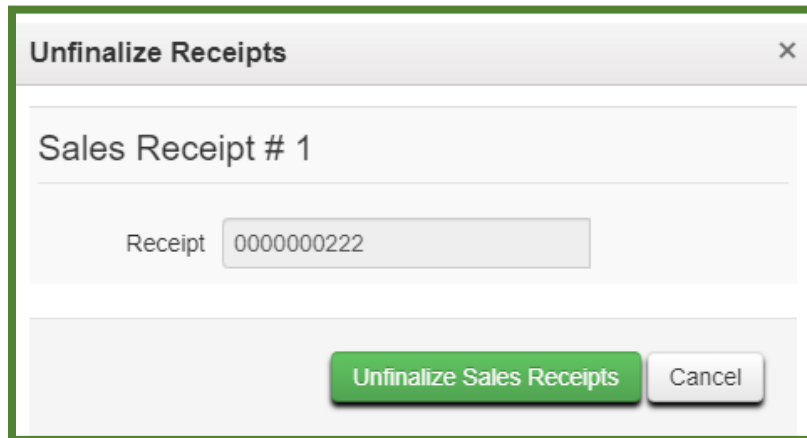 Unfinalize Receipts ×
Sales Receipt # 1
Receipt 0000000222
Unfinalize Sales Receipts Cancel